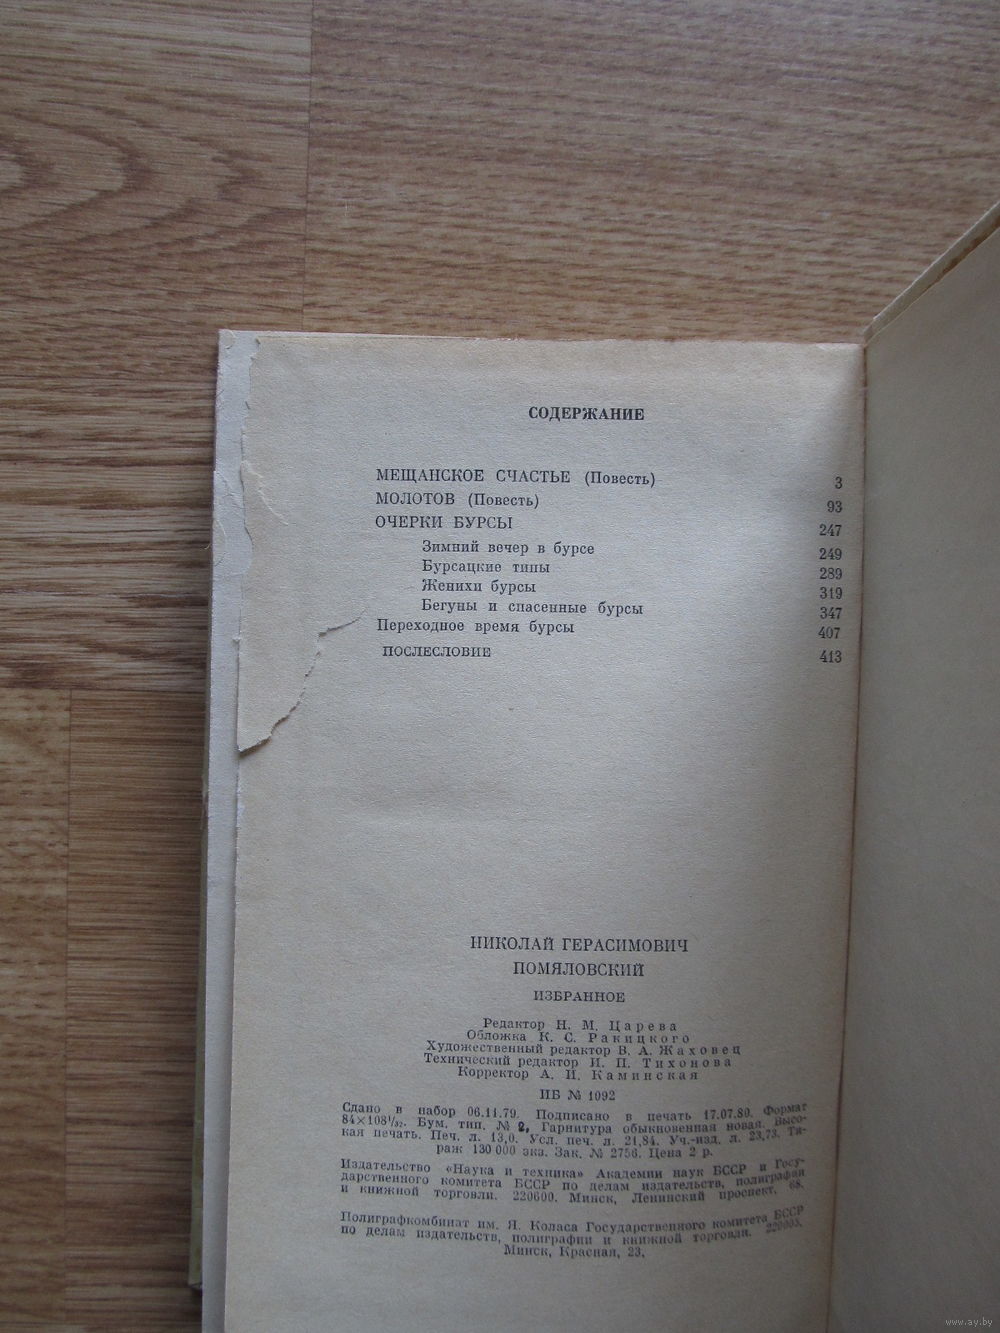 СОДЕРЖАНИЕ
МЕЩАНСКОЕ СЧАСТЬЕ (Повесть) 3
МОЛОТОВ (Повесть) 93
ОЧЕРКИ БУРСЫ 247
Зимний вечер в бурсе 249
Бурсацкие типы 289
Женихи бурсы 319
Бегуны и спасенные бурсы 347
Переходное время бурсы 407
ПОСЛЕСЛОВИЕ 413
НИКОЛАЙ ГЕРАСИМОВИЧ
ПОМЯЛОВСКИЙ
ИЗБРАННОЕ
Редактор Н. М. Царева
Обложка К. С. Ракицкого
Художественный редактор В. А. Жаховец
Технический редактор И. П. Тихонова
Корректор А. И. Каминская
ИБ № 1092
Сдано в набор 06.11.79. Подписано в печать 17.07.80. Формат
84×108¹/₃₂. Бум. тип. № 2. Гарнитура обыкновенная новая. Высо-
кая печать. Печ. л. 13,0. Усл. печ. л. 21,84. Уч.-изд. л. 23,73. Ти-
раж 130 000 экз. Зак. № 2756. Цена 2 р.
Издательство «Наука и техника» Академии наук БССР и Госу-
дарственного комитета БССР по делам издательств, полиграфии
и книжной торговли. 220600. Минск, Ленинский проспект, 68.
Полиграфкомбинат им. Я. Коласа Государственного комитета БССР
по делам издательств, полиграфии и книжной торговли. 220005.
Минск, Красная, 23.
www.ay.by